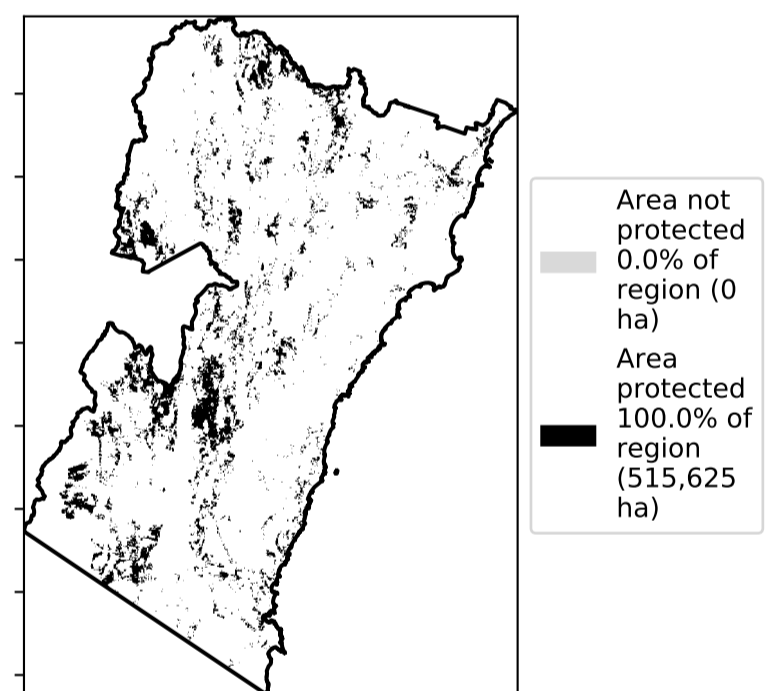 Area not
protected
0.0% of
region (0
ha)
Area
protected
100.0% of
region
(515,625
ha)